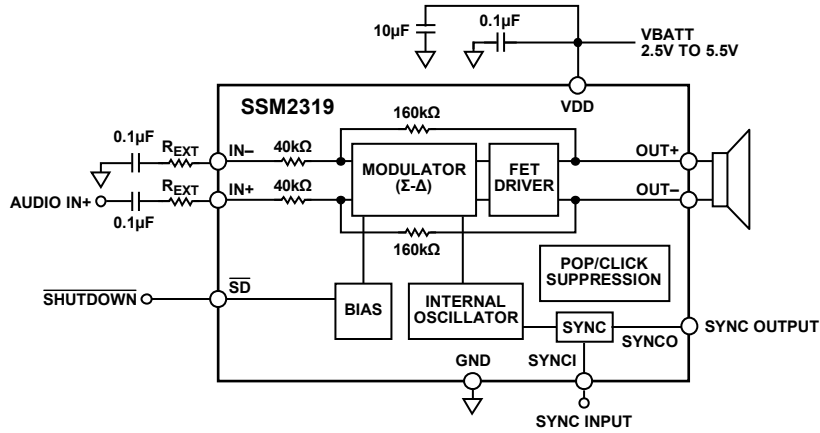 10µF
0.1µF
VBATT
2.5V TO 5.5V
SSM2319
VDD
160kΩ
0.1µF
R_EXT
IN–
40kΩ
OUT+
MODULATOR
(Σ-Δ)
FET
DRIVER
AUDIO IN+
R_EXT
IN+
40kΩ
OUT–
0.1µF
160kΩ
POP/CLICK
SUPPRESSION
SHUTDOWN
SD
BIAS
INTERNAL
OSCILLATOR
SYNC
SYNC OUTPUT
SYNCO
GND
SYNCI
SYNC INPUT